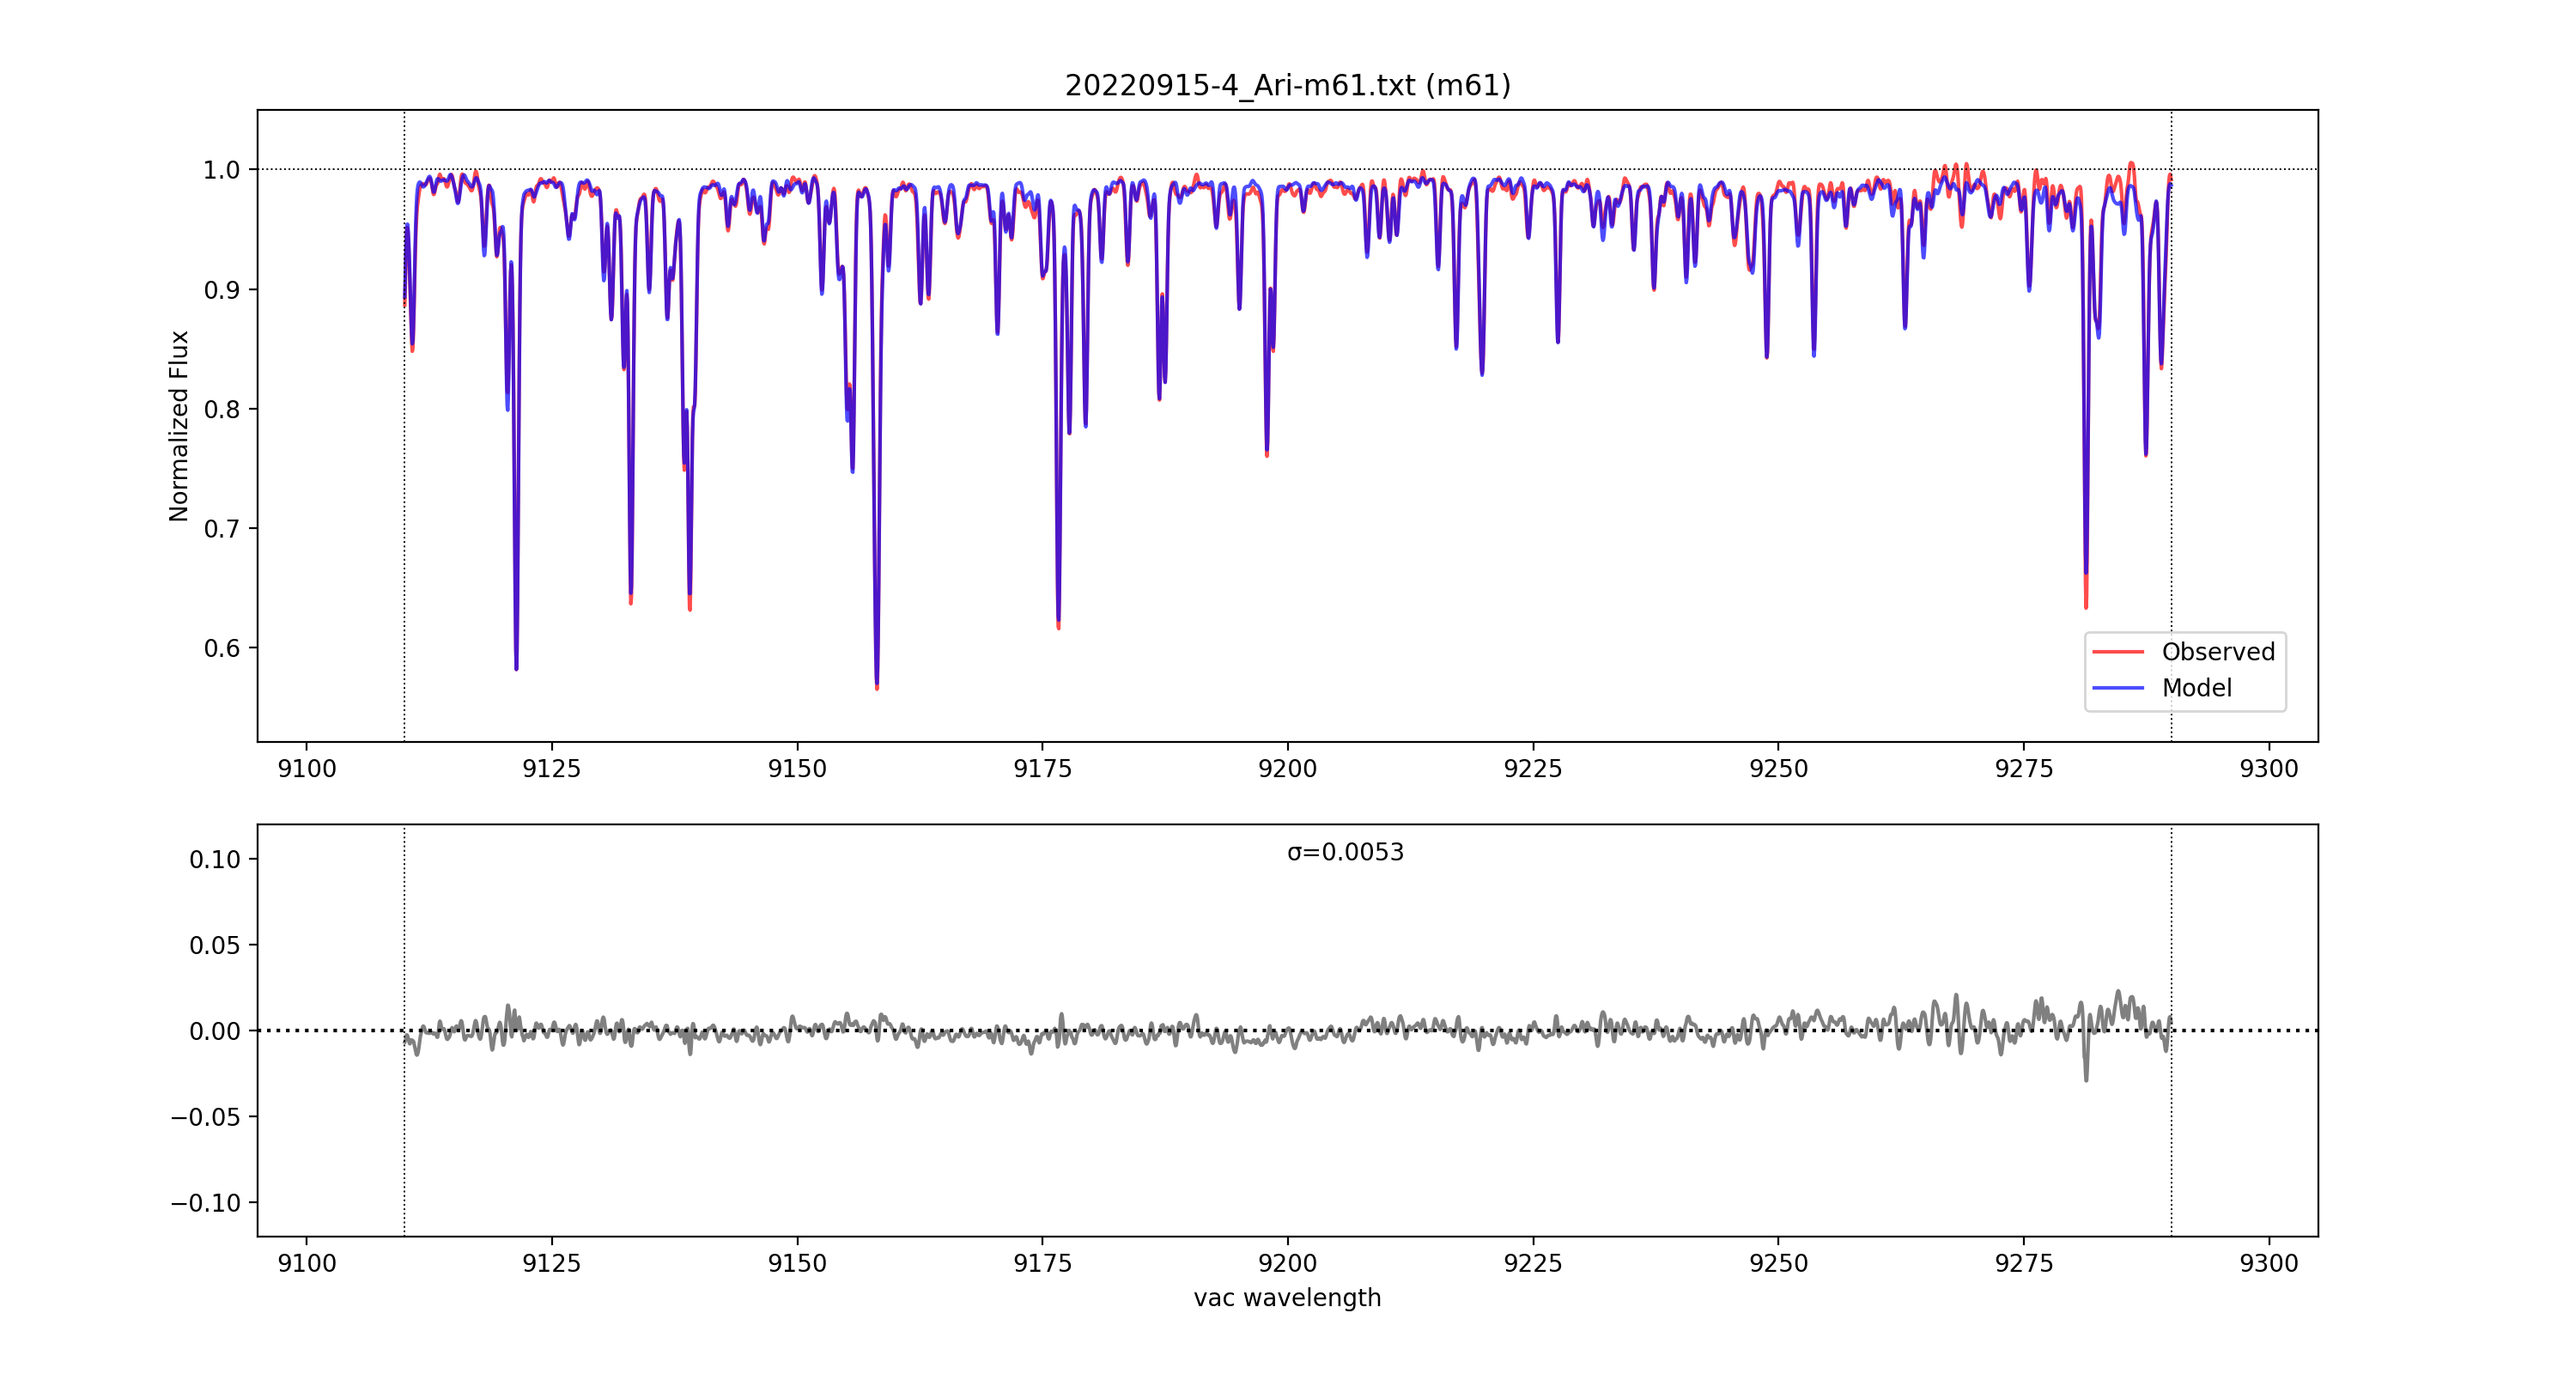 20220915-4_Ari-m61.txt (m61)
Normalized Flux
1.0
0.9
0.8
0.7
0.6
Observed
Model
9100 9125 9150 9175 9200 9225 9250 9275 9300
σ=0.0053
0.10
0.05
0.00
−0.05
−0.10
9100 9125 9150 9175 9200 9225 9250 9275 9300
vac wavelength